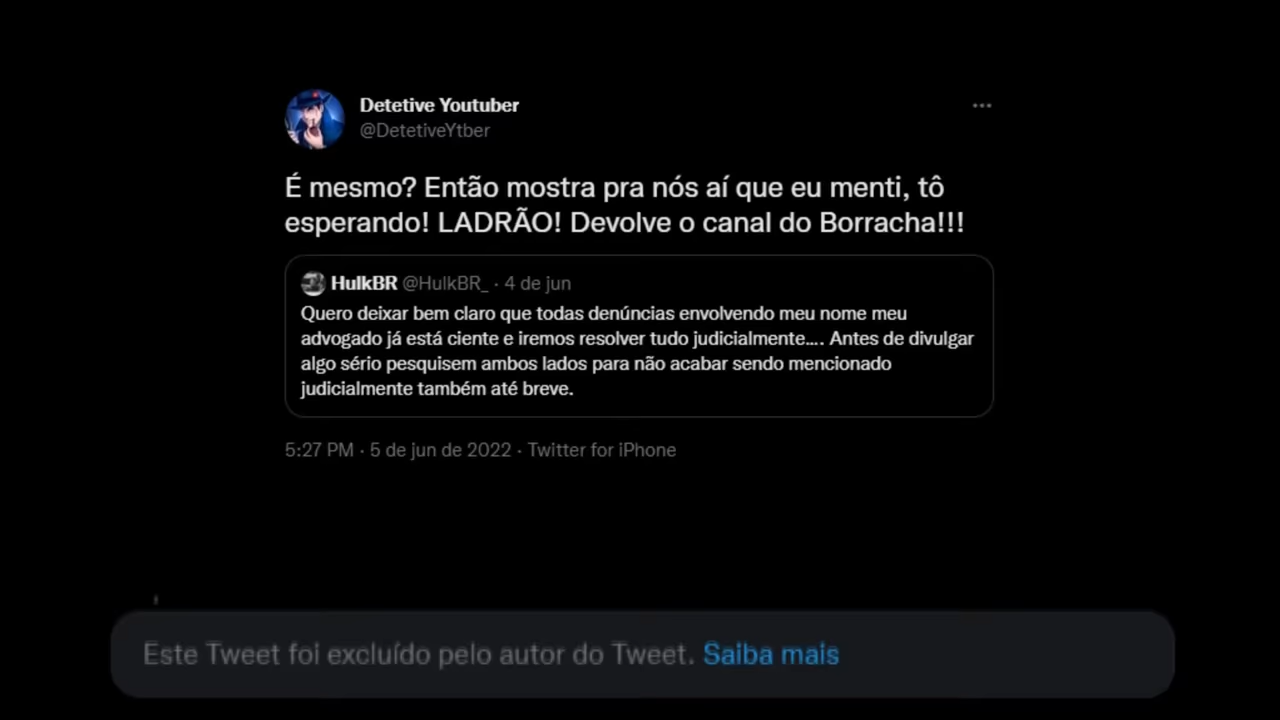 Detetive Youtuber
@DetetiveYtber
É mesmo? Então mostra pra nós aí que eu menti, tô
esperando! LADRÃO! Devolve o canal do Borracha!!!
HulkBR @HulkBR_ · 4 de jun
Quero deixar bem claro que todas denúncias envolvendo meu nome meu
advogado já está ciente e iremos resolver tudo judicialmente.... Antes de divulgar
algo sério pesquisem ambos lados para não acabar sendo mencionado
judicialmente também até breve.
5:27 PM · 5 de jun de 2022 · Twitter for iPhone
Este Tweet foi excluído pelo autor do Tweet. Saiba mais